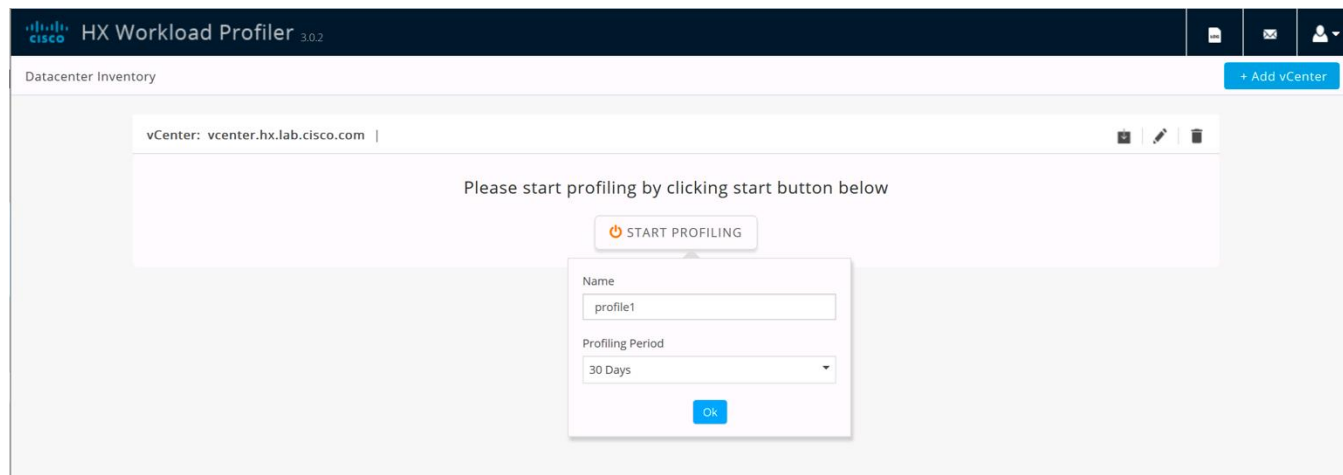 CISCO HX Workload Profiler 3.0.2
Datacenter Inventory + Add vCenter
vCenter: vcenter.hx.lab.cisco.com |
Please start profiling by clicking start button below
START PROFILING
Name
profile1
Profiling Period
30 Days
Ok